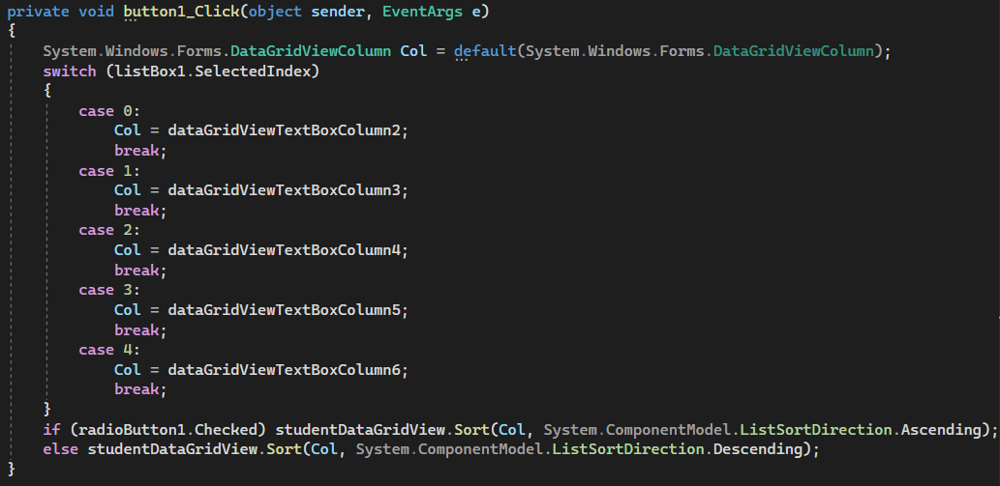 private void button1_Click(object sender, EventArgs e)
{
    System.Windows.Forms.DataGridViewColumn Col = default(System.Windows.Forms.DataGridViewColumn);
    switch (listBox1.SelectedIndex)
    {
        case 0:
            Col = dataGridViewTextBoxColumn2;
            break;
        case 1:
            Col = dataGridViewTextBoxColumn3;
            break;
        case 2:
            Col = dataGridViewTextBoxColumn4;
            break;
        case 3:
            Col = dataGridViewTextBoxColumn5;
            break;
        case 4:
            Col = dataGridViewTextBoxColumn6;
            break;
    }
    if (radioButton1.Checked) studentDataGridView.Sort(Col, System.ComponentModel.ListSortDirection.Ascending);
    else studentDataGridView.Sort(Col, System.ComponentModel.ListSortDirection.Descending);
}